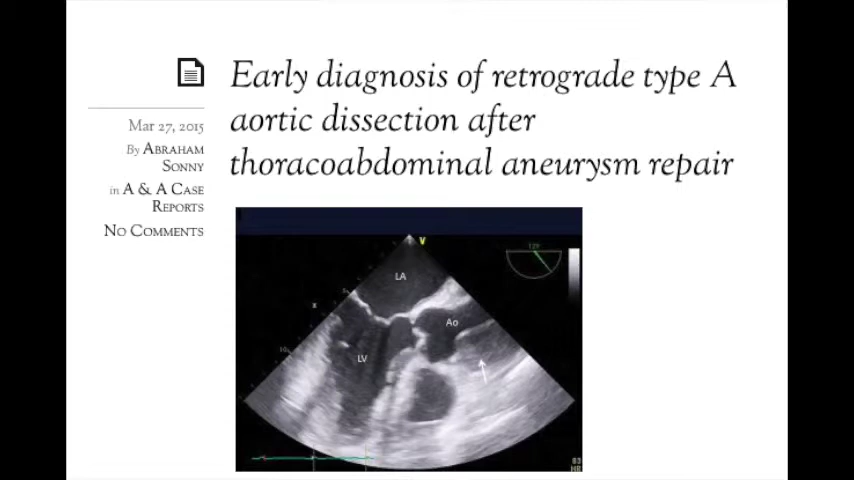 Early diagnosis of retrograde type A
aortic dissection after
thoracoabdominal aneurysm repair
Mar 27, 2015
By ABRAHAM
SONNY
in A & A CASE
REPORTS
NO COMMENTS
V
129
LA
x
Ao
LV